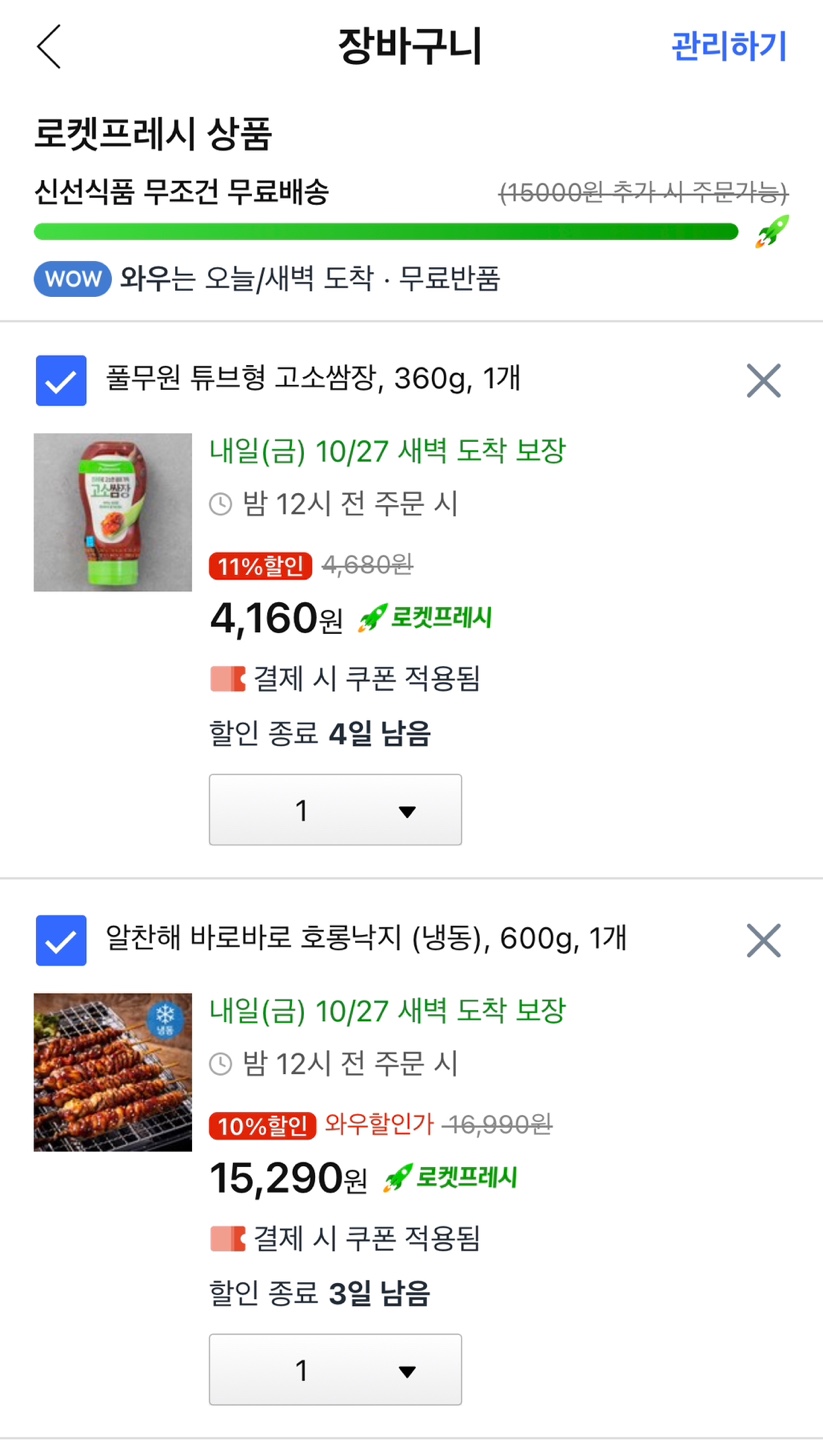 장바구니
관리하기
로켓프레시 상품
신선식품 무조건 무료배송
(15000원 추가 시 주문가능)
WOW 와우는 오늘/새벽 도착 · 무료반품
풀무원 튜브형 고소쌈장, 360g, 1개
고소쌈장
내일(금) 10/27 새벽 도착 보장
밤 12시 전 주문 시
11%할인 4,680원
4,160원 로켓프레시
결제 시 쿠폰 적용됨
할인 종료 4일 남음
1
알찬해 바로바로 호롱낙지 (냉동), 600g, 1개
냉동
내일(금) 10/27 새벽 도착 보장
밤 12시 전 주문 시
10%할인 와우할인가 16,990원
15,290원 로켓프레시
결제 시 쿠폰 적용됨
할인 종료 3일 남음
1